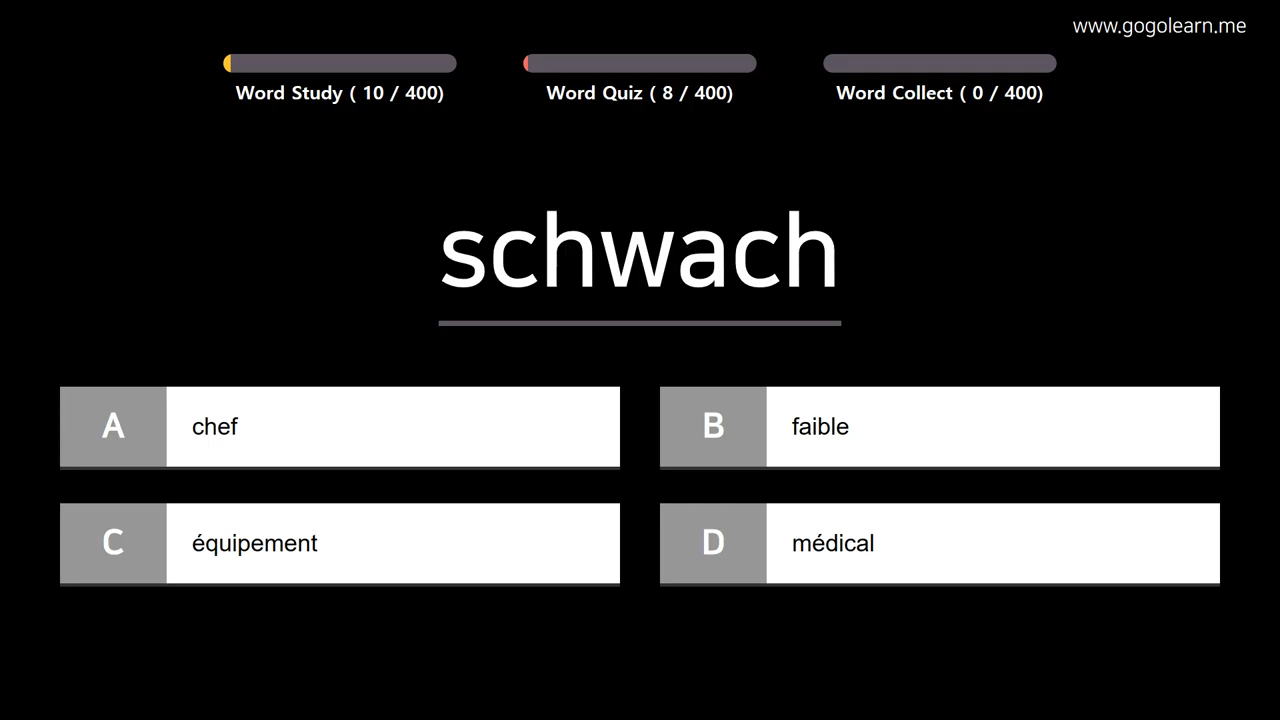 www.gogolearn.me
Word Study ( 10 / 400)
Word Quiz ( 8 / 400)
Word Collect ( 0 / 400)
schwach
A chef
B faible
C équipement
D médical